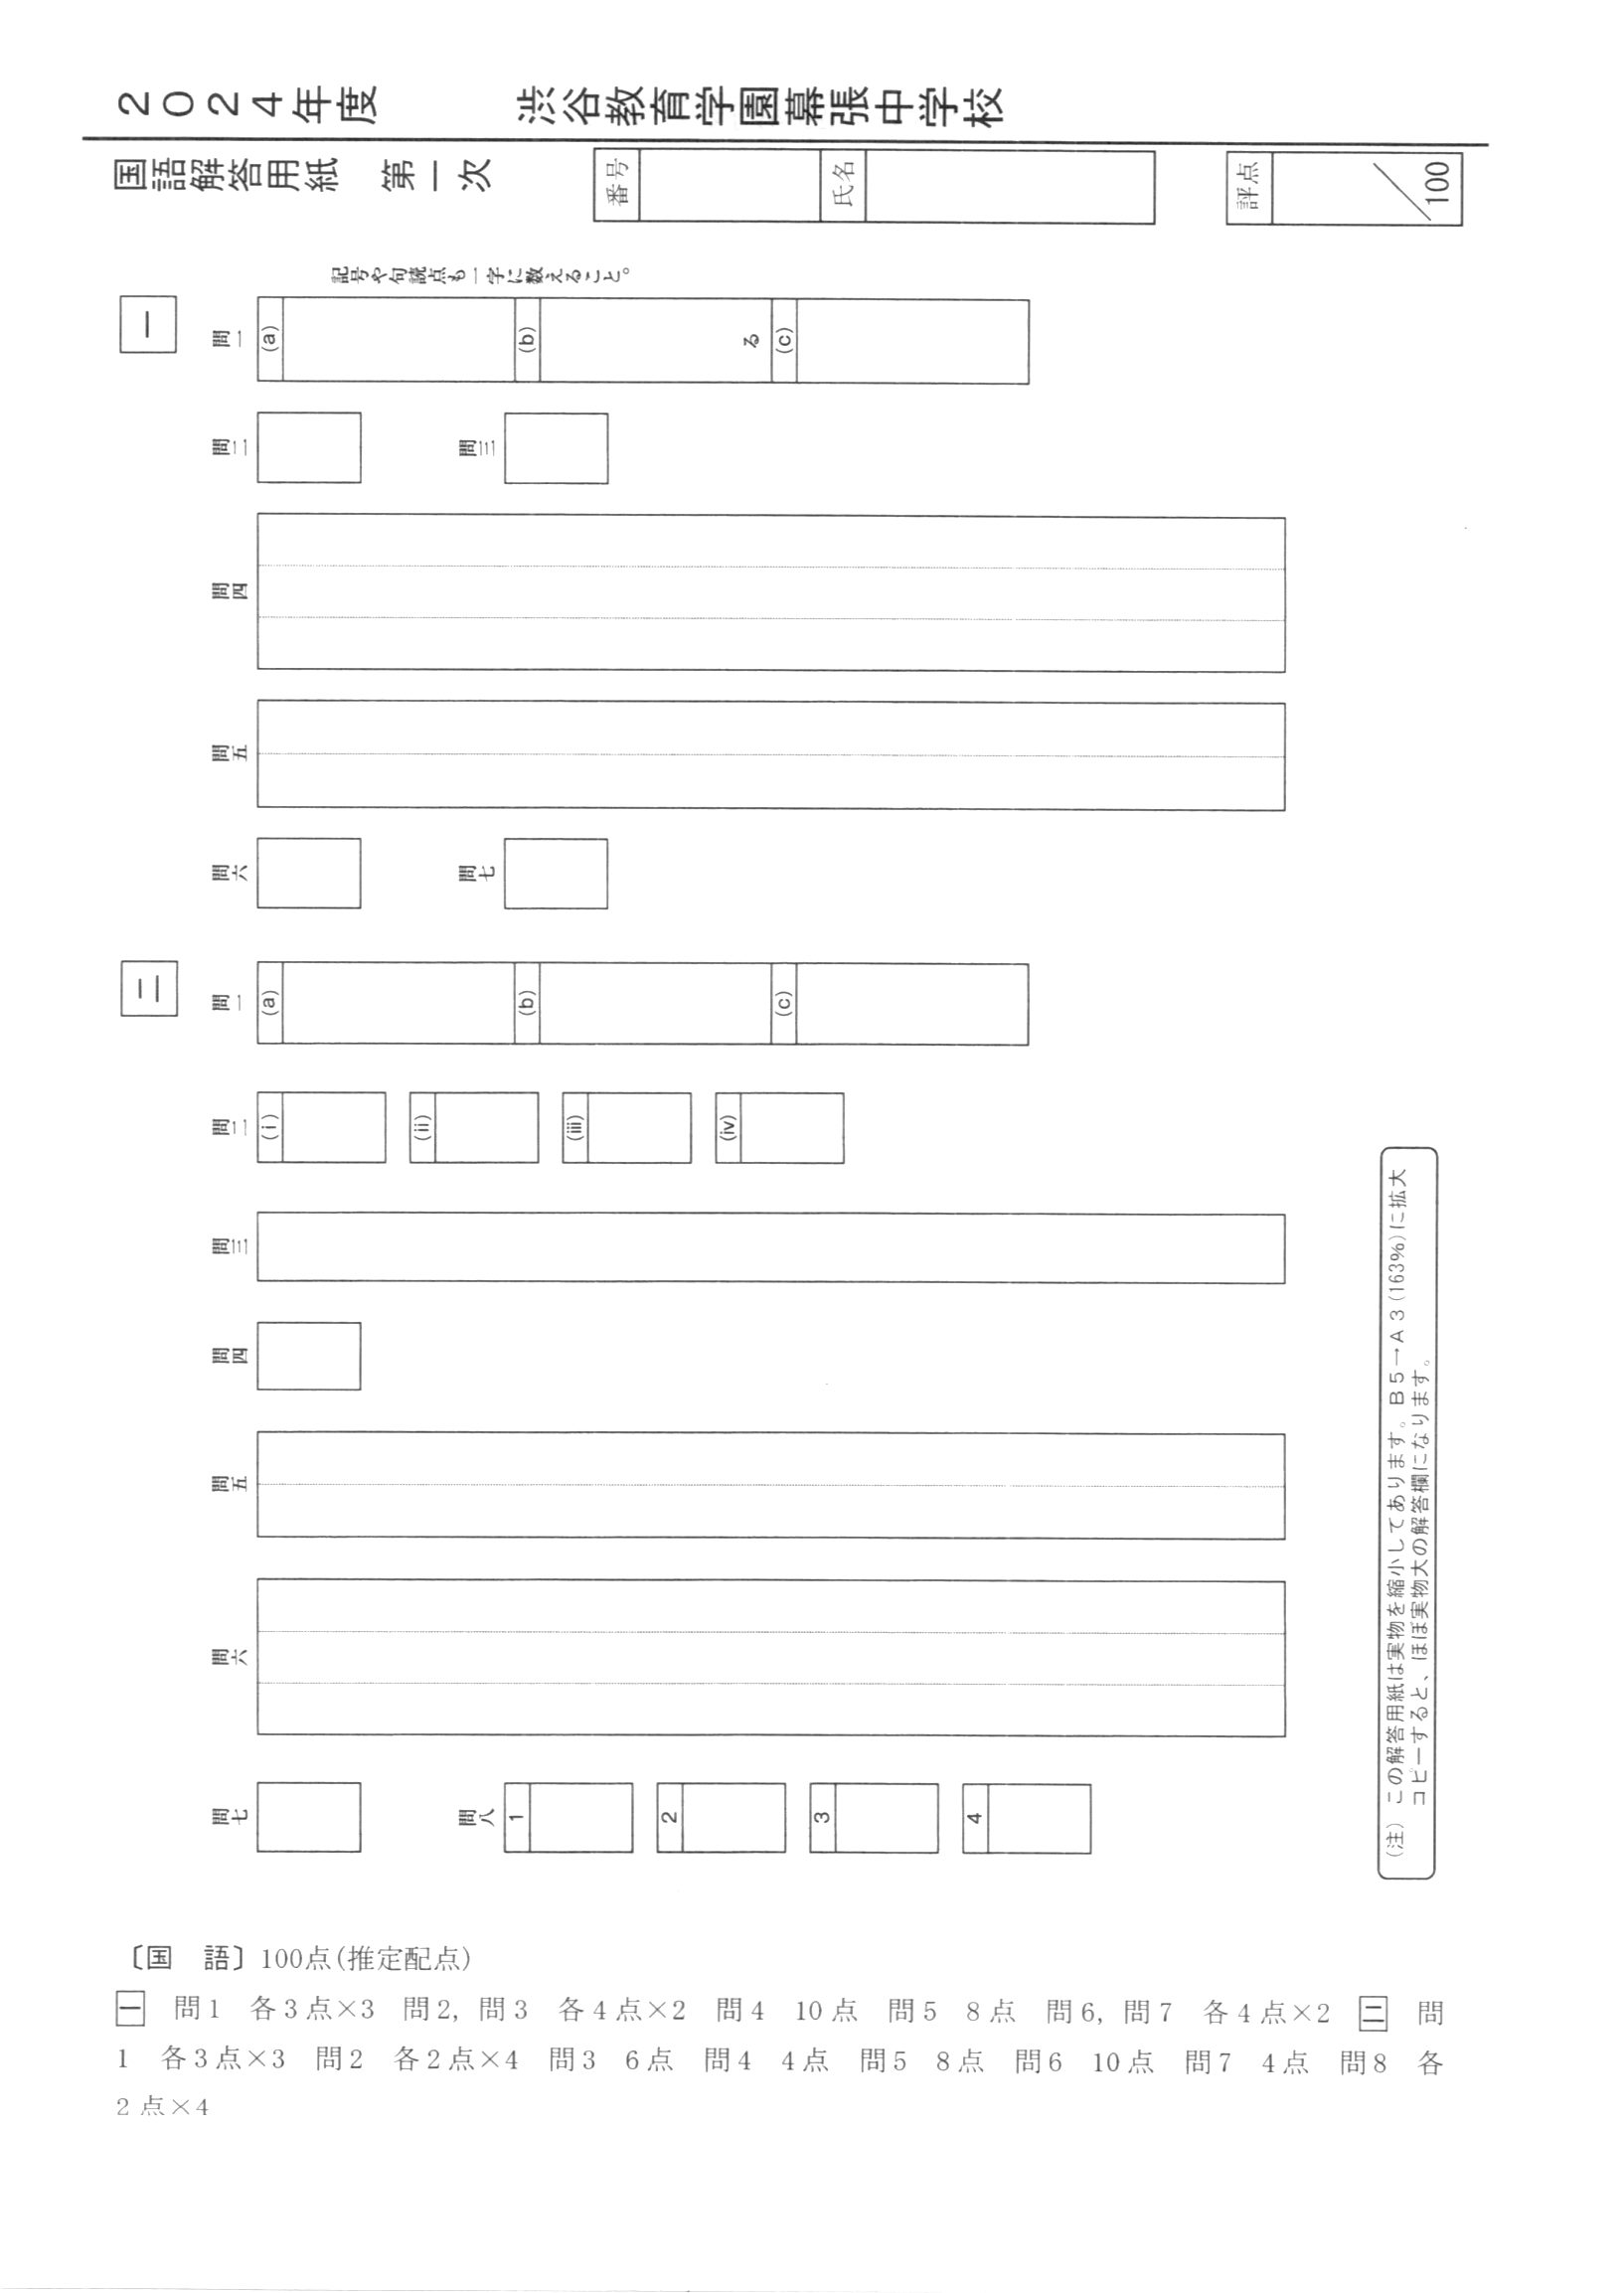 ２０２４年度　渋谷教育学園幕張中学校
国語解答用紙　第一次
番号
氏名
評点
／100
記号や句読点も一字に数えること。
一
問一
(a)
(b)
る
(c)
問二
問三
問四
問五
問六
問七
二
問一
(a)
(b)
(c)
問二
(i)
(ii)
(iii)
(iv)
問三
問四
問五
問六
問七
問八
1
2
3
4
（注）この解答用紙は実物を縮小してあります。Ｂ５→Ａ３(163%)に拡大
コピーすると、ほぼ実物大の解答欄になります。
〔国　語〕100点(推定配点)
一　問１　各３点×３　問２, 問３　各４点×２　問４　10点　問５　８点　問６, 問７　各４点×２　二　問
１　各３点×３　問２　各２点×４　問３　６点　問４　４点　問５　８点　問６　10点　問７　４点　問８　各
２点×４